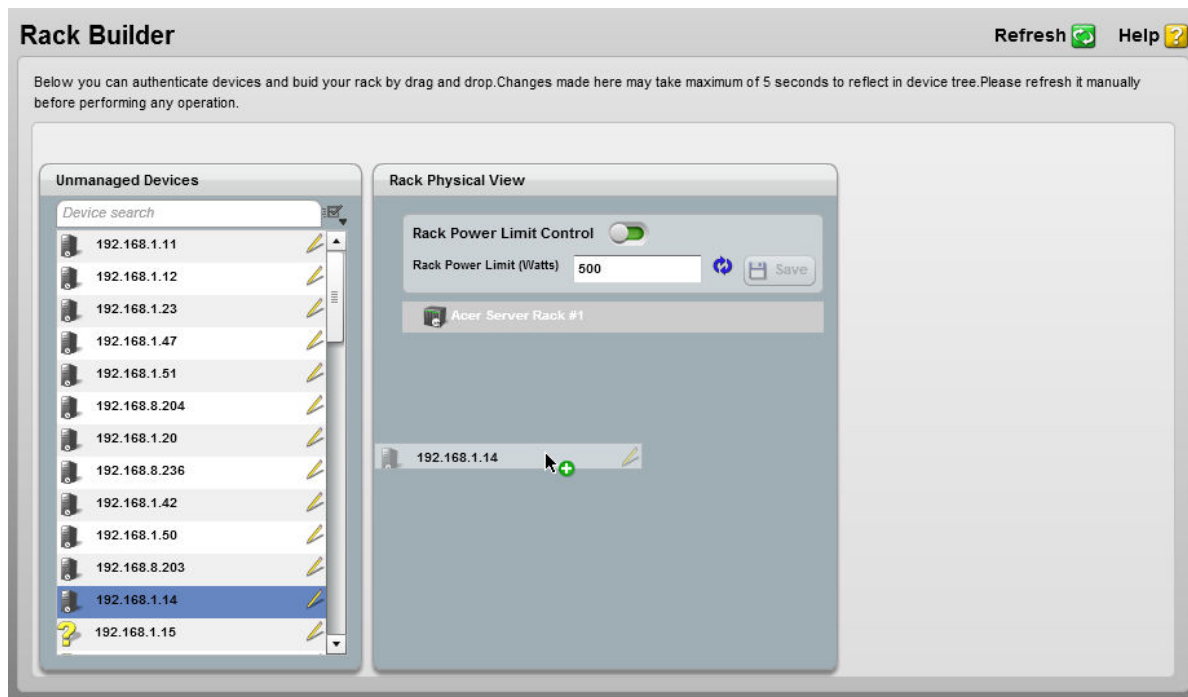 Rack Builder
Refresh
Help
Below you can authenticate devices and buid your rack by drag and drop.Changes made here may take maximum of 5 seconds to reflect in device tree.Please refresh it manually
before performing any operation.
Unmanaged Devices
Device search
192.168.1.11
192.168.1.12
192.168.1.23
192.168.1.47
192.168.1.51
192.168.8.204
192.168.1.20
192.168.8.236
192.168.1.42
192.168.1.50
192.168.8.203
192.168.1.14
192.168.1.15
Rack Physical View
Rack Power Limit Control
Rack Power Limit (Watts)
500
Save
Acer Server Rack #1
192.168.1.14